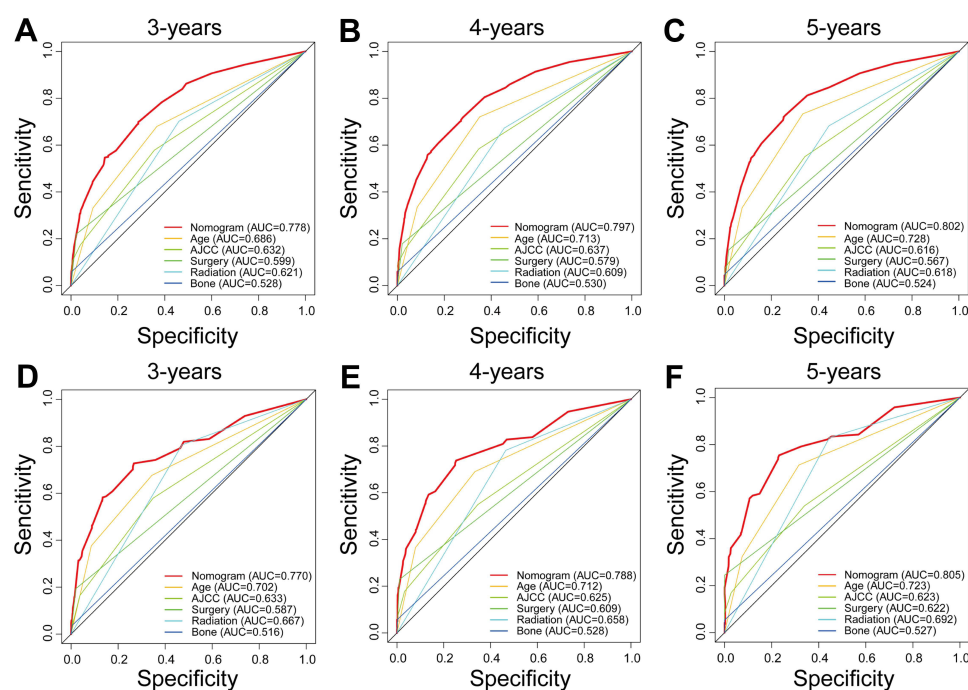 A
3-years
Sencitivity
1.0
0.8
0.6
0.4
0.2
0.0
Nomogram (AUC=0.778)
Age (AUC=0.686)
AJCC (AUC=0.632)
Surgery (AUC=0.599)
Radiation (AUC=0.621)
Bone (AUC=0.528)
0.0 0.2 0.4 0.6 0.8 1.0
Specificity
B
4-years
Sencitivity
1.0
0.8
0.6
0.4
0.2
0.0
Nomogram (AUC=0.797)
Age (AUC=0.713)
AJCC (AUC=0.637)
Surgery (AUC=0.579)
Radiation (AUC=0.609)
Bone (AUC=0.530)
0.0 0.2 0.4 0.6 0.8 1.0
Specificity
C
5-years
Sencitivity
1.0
0.8
0.6
0.4
0.2
0.0
Nomogram (AUC=0.802)
Age (AUC=0.728)
AJCC (AUC=0.616)
Surgery (AUC=0.567)
Radiation (AUC=0.618)
Bone (AUC=0.524)
0.0 0.2 0.4 0.6 0.8 1.0
Specificity
D
3-years
Sencitivity
1.0
0.8
0.6
0.4
0.2
0.0
Nomogram (AUC=0.770)
Age (AUC=0.702)
AJCC (AUC=0.633)
Surgery (AUC=0.587)
Radiation (AUC=0.667)
Bone (AUC=0.516)
0.0 0.2 0.4 0.6 0.8 1.0
Specificity
E
4-years
Sencitivity
1.0
0.8
0.6
0.4
0.2
0.0
Nomogram (AUC=0.788)
Age (AUC=0.712)
AJCC (AUC=0.625)
Surgery (AUC=0.609)
Radiation (AUC=0.658)
Bone (AUC=0.528)
0.0 0.2 0.4 0.6 0.8 1.0
Specificity
F
5-years
Sencitivity
1.0
0.8
0.6
0.4
0.2
0.0
Nomogram (AUC=0.805)
Age (AUC=0.723)
AJCC (AUC=0.623)
Surgery (AUC=0.622)
Radiation (AUC=0.692)
Bone (AUC=0.527)
0.0 0.2 0.4 0.6 0.8 1.0
Specificity